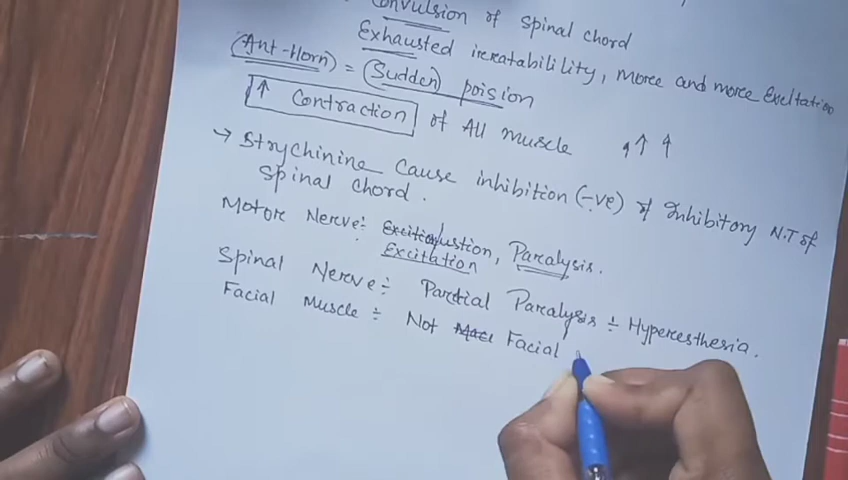 Convulsion of spinal chord
Exhausted irratabilility, more and more Excitation
(Ant-Horn) = (Sudden) poision
↑ Contraction of All muscle ↑↑ ↑
→ Strychinine cause inhibition (-ve) of Inhibitory N.T of
Spinal chord.
Motor Nerve: Excitation, Paralysis.
Spinal Nerve ÷ Partial Paralysis ÷ Hyperesthesia.
Facial Muscle ÷ Not Facial